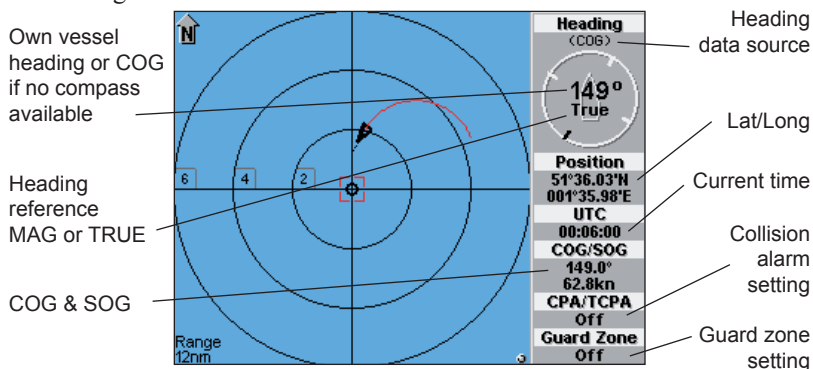 Own vessel
heading or COG
if no compass
available
Heading
reference
MAG or TRUE
COG & SOG
N
6
4
2
Range
12nm
Heading
(COG)
149°
True
Position
51°36.03'N
001°35.98'E
UTC
00:06:00
COG/SOG
149.0°
62.8kn
CPA/TCPA
Off
Guard Zone
Off
Heading
data source
Lat/Long
Current time
Collision
alarm
setting
Guard zone
setting